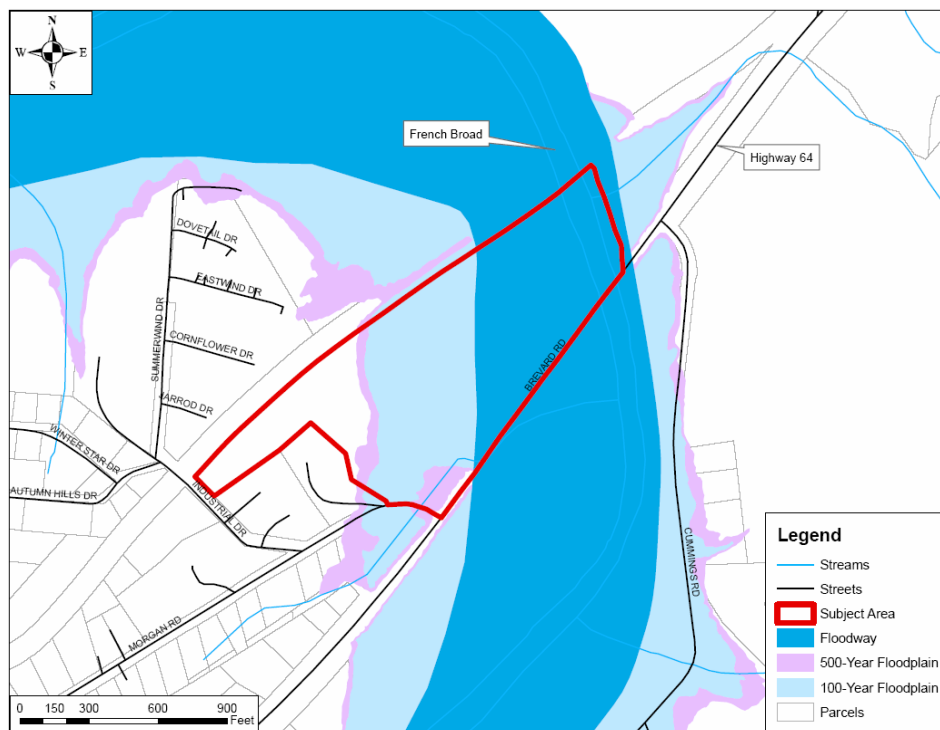 N
W E
S
French Broad
Highway 64
DOVETAIL DR
EASTWIND DR
SUMMERWIND DR
CORNFLOWER DR
JARROD DR
BREVARD RD
WINTER STAR DR
AUTUMN HILLS DR
INDUSTRIAL DR
CUMMINGS RD
MORGAN RD
Legend
Streams
Streets
Subject Area
Floodway
500-Year Floodplain
100-Year Floodplain
Parcels
0 150 300 600 900
Feet